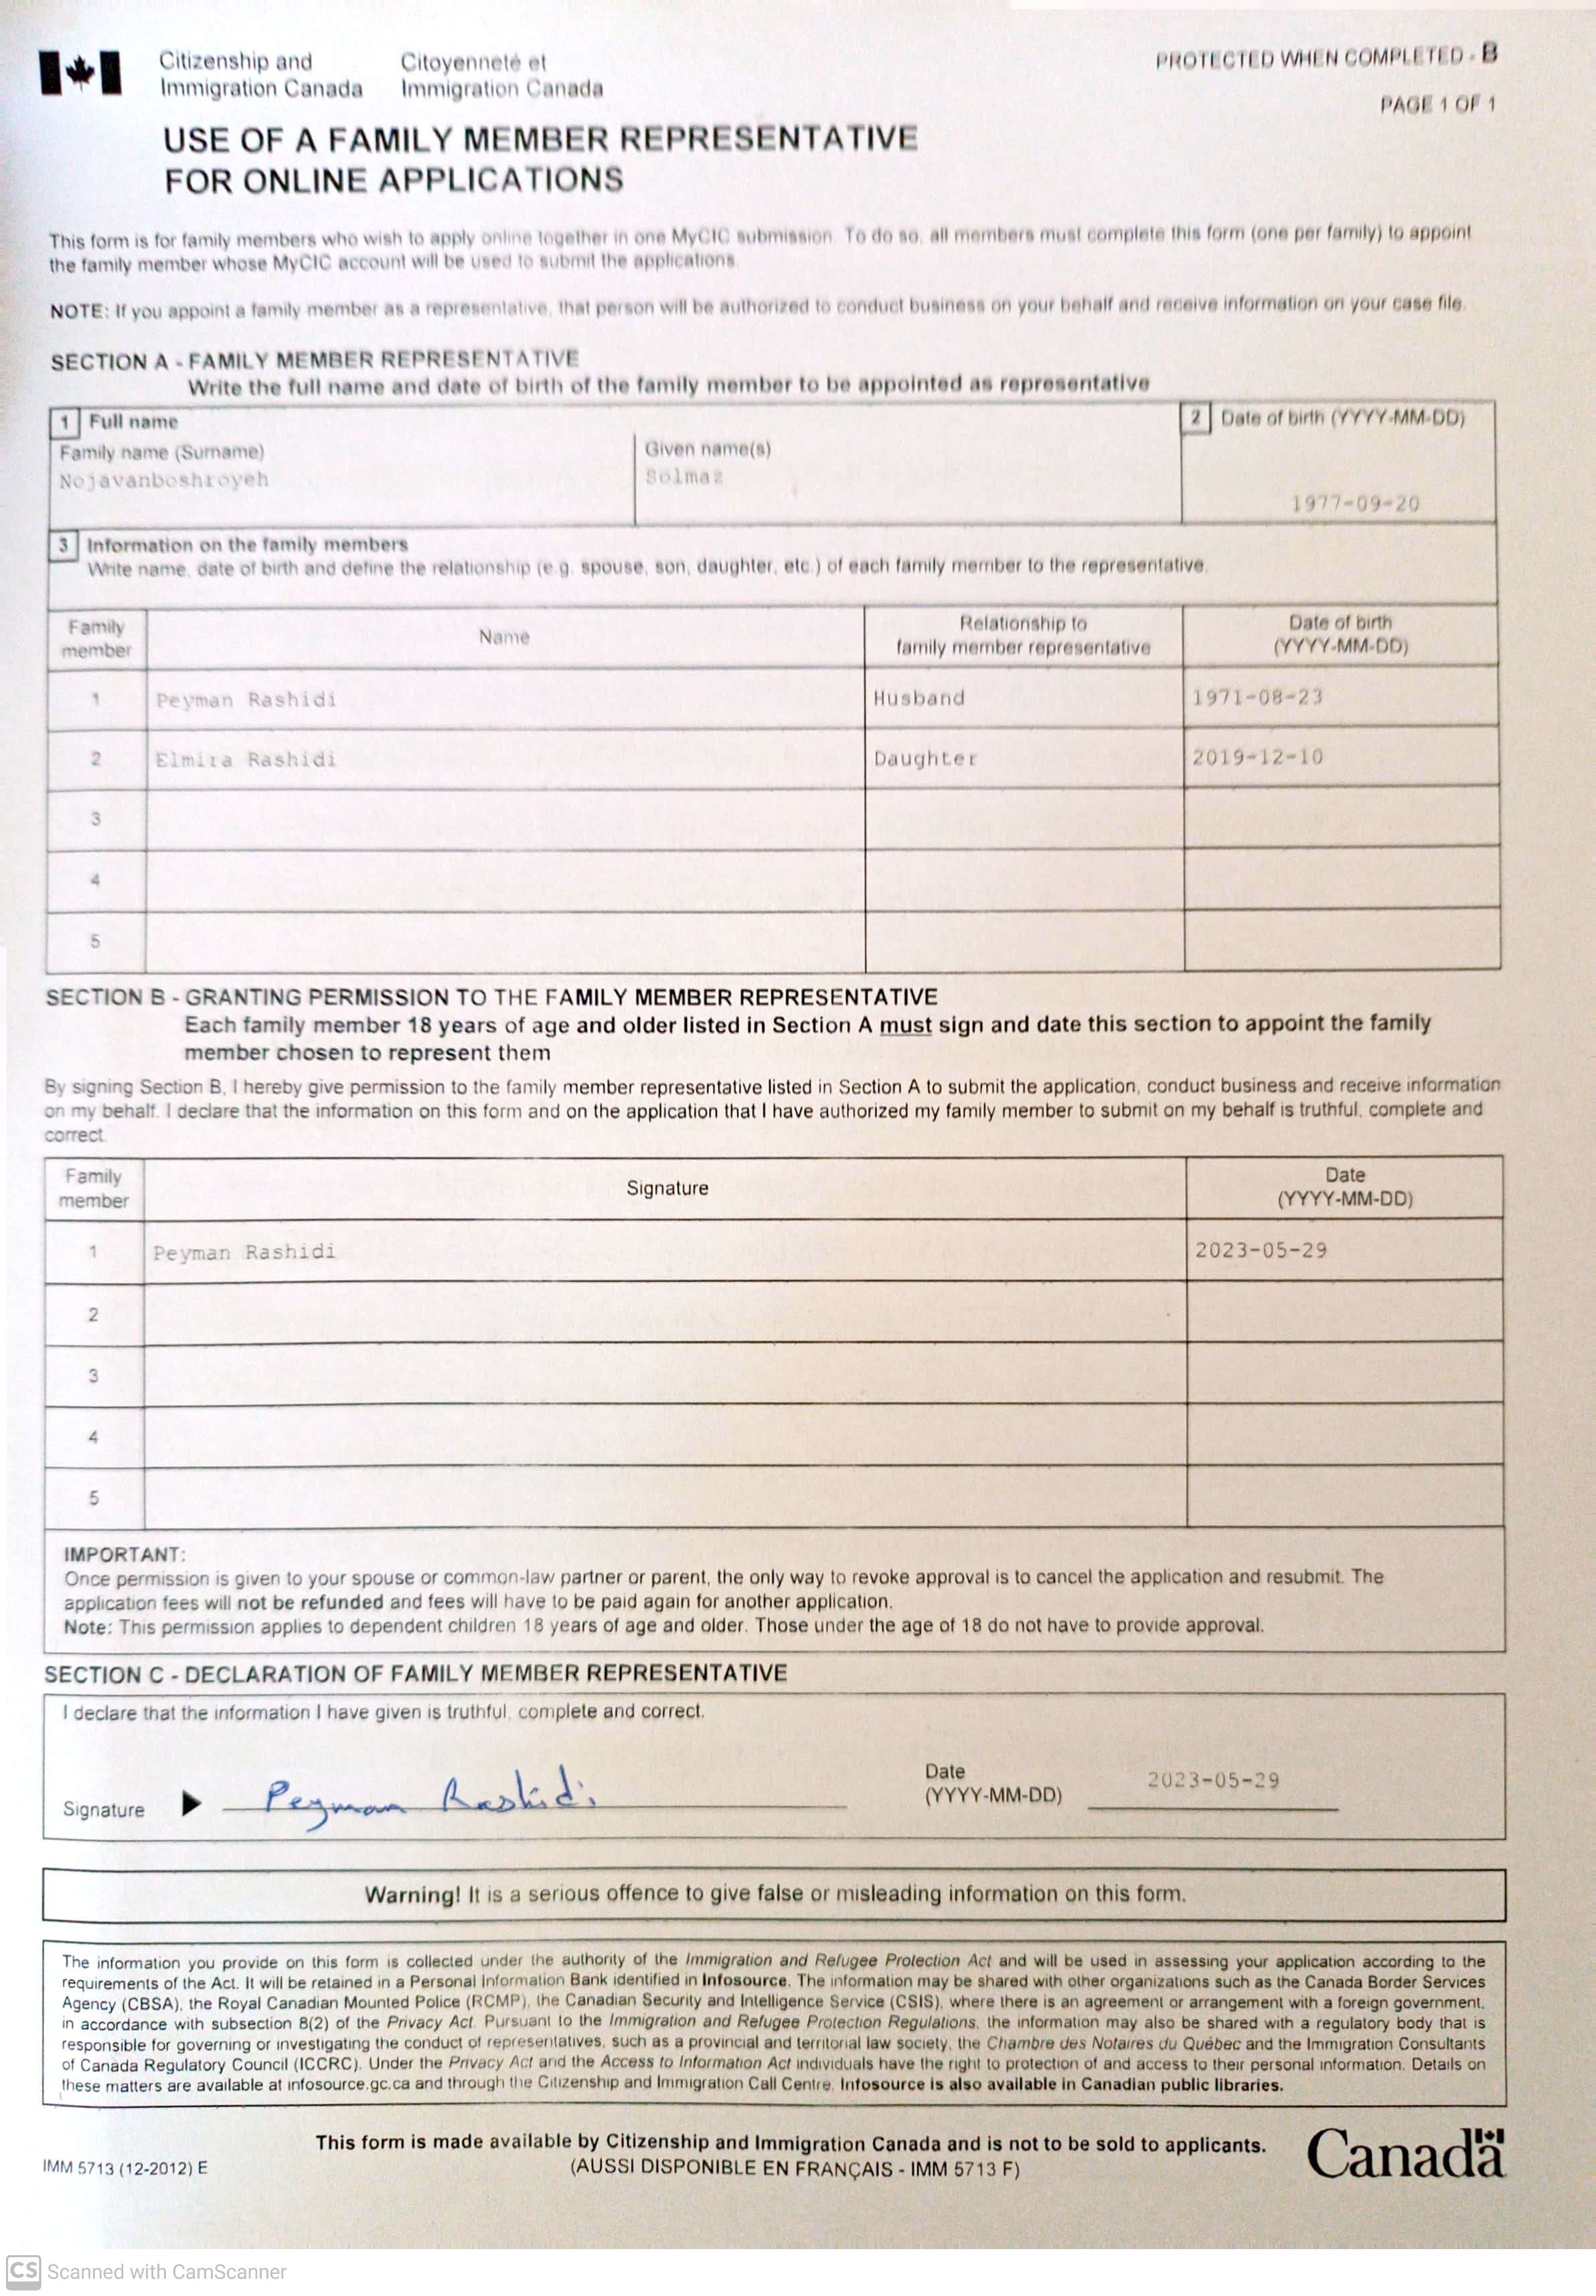 Citizenship and Immigration Canada
Citoyenneté et Immigration Canada
PROTECTED WHEN COMPLETED - B
PAGE 1 OF 1
USE OF A FAMILY MEMBER REPRESENTATIVE
FOR ONLINE APPLICATIONS
This form is for family members who wish to apply online together in one MyCIC submission. To do so, all members must complete this form (one per family) to appoint
the family member whose MyCIC account will be used to submit the applications.
NOTE: If you appoint a family member as a representative, that person will be authorized to conduct business on your behalf and receive information on your case file.
SECTION A - FAMILY MEMBER REPRESENTATIVE
Write the full name and date of birth of the family member to be appointed as representative
1 Full name
2 Date of birth (YYYY-MM-DD)
Family name (Surname)
Given name(s)
Nojavanboshroyeh
Solmaz
1977-09-20
3 Information on the family members
Write name, date of birth and define the relationship (e.g. spouse, son, daughter, etc.) of each family member to the representative.
Family member
Name
Relationship to family member representative
Date of birth (YYYY-MM-DD)
1 Peyman Rashidi Husband 1971-08-23
2 Elmira Rashidi Daughter 2019-12-10
3
4
5
SECTION B - GRANTING PERMISSION TO THE FAMILY MEMBER REPRESENTATIVE
Each family member 18 years of age and older listed in Section A must sign and date this section to appoint the family
member chosen to represent them
By signing Section B, I hereby give permission to the family member representative listed in Section A to submit the application, conduct business and receive information
on my behalf. I declare that the information on this form and on the application that I have authorized my family member to submit on my behalf is truthful, complete and
correct.
Family member
Signature
Date (YYYY-MM-DD)
1 Peyman Rashidi 2023-05-29
2
3
4
5
IMPORTANT:
Once permission is given to your spouse or common-law partner or parent, the only way to revoke approval is to cancel the application and resubmit. The
application fees will not be refunded and fees will have to be paid again for another application.
Note: This permission applies to dependent children 18 years of age and older. Those under the age of 18 do not have to provide approval.
SECTION C - DECLARATION OF FAMILY MEMBER REPRESENTATIVE
I declare that the information I have given is truthful, complete and correct.
Signature Peyman Rashidi
Date (YYYY-MM-DD) 2023-05-29
Warning! It is a serious offence to give false or misleading information on this form.
The information you provide on this form is collected under the authority of the Immigration and Refugee Protection Act and will be used in assessing your application according to the
requirements of the Act. It will be retained in a Personal Information Bank identified in Infosource. The information may be shared with other organizations such as the Canada Border Services
Agency (CBSA), the Royal Canadian Mounted Police (RCMP), the Canadian Security and Intelligence Service (CSIS), where there is an agreement or arrangement with a foreign government,
in accordance with subsection 8(2) of the Privacy Act. Pursuant to the Immigration and Refugee Protection Regulations, the information may also be shared with a regulatory body that is
responsible for governing or investigating the conduct of representatives, such as a provincial and territorial law society, the Chambre des Notaires du Québec and the Immigration Consultants
of Canada Regulatory Council (ICCRC). Under the Privacy Act and the Access to Information Act individuals have the right to protection of and access to their personal information. Details on
these matters are available at infosource.gc.ca and through the Citizenship and Immigration Call Centre. Infosource is also available in Canadian public libraries.
This form is made available by Citizenship and Immigration Canada and is not to be sold to applicants.
IMM 5713 (12-2012) E
(AUSSI DISPONIBLE EN FRANÇAIS - IMM 5713 F)
Canada
CS Scanned with CamScanner